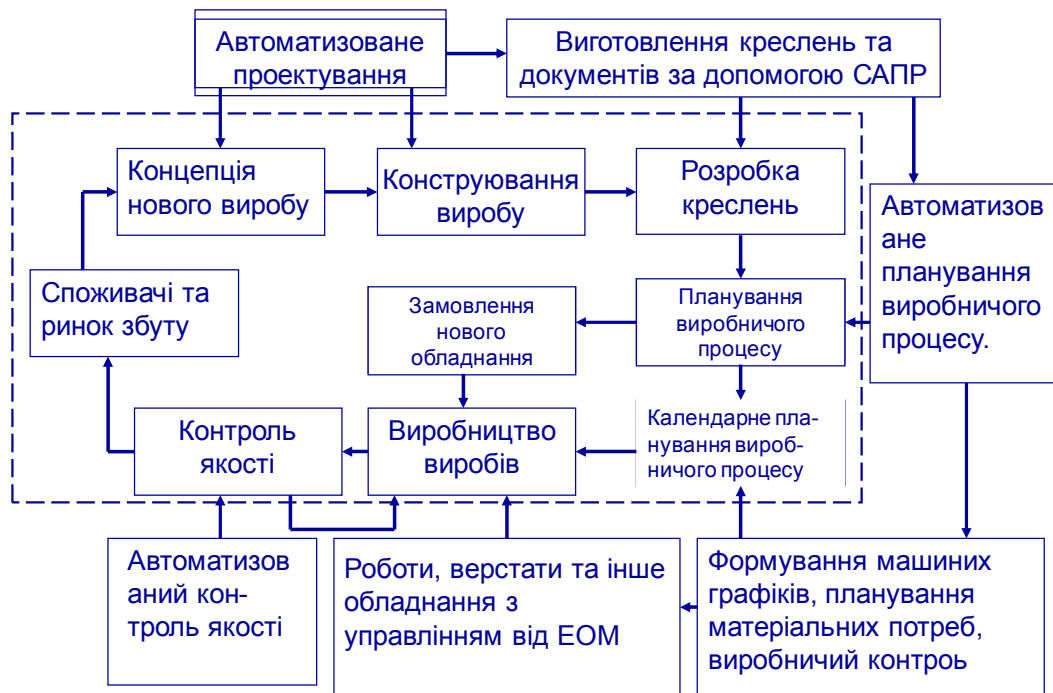 Автоматизоване
проектування
Виготовлення креслень та
документів за допомогою САПР
Концепція
нового виробу
Конструювання
виробу
Розробка
креслень
Автоматизов
ане
планування
виробничого
процесу.
Споживачі та
ринок збуту
Замовлення
нового
обладнання
Планування
виробничого
процесу
Контроль
якості
Виробництво
виробів
Календарне пла-
нування вироб-
ничого процесу
Автоматизов
аний кон-
троль якості
Роботи, верстати та інше
обладнання з
управлінням від ЕОМ
Формування машиних
графіків, планування
матеріальних потреб,
виробничий контроь